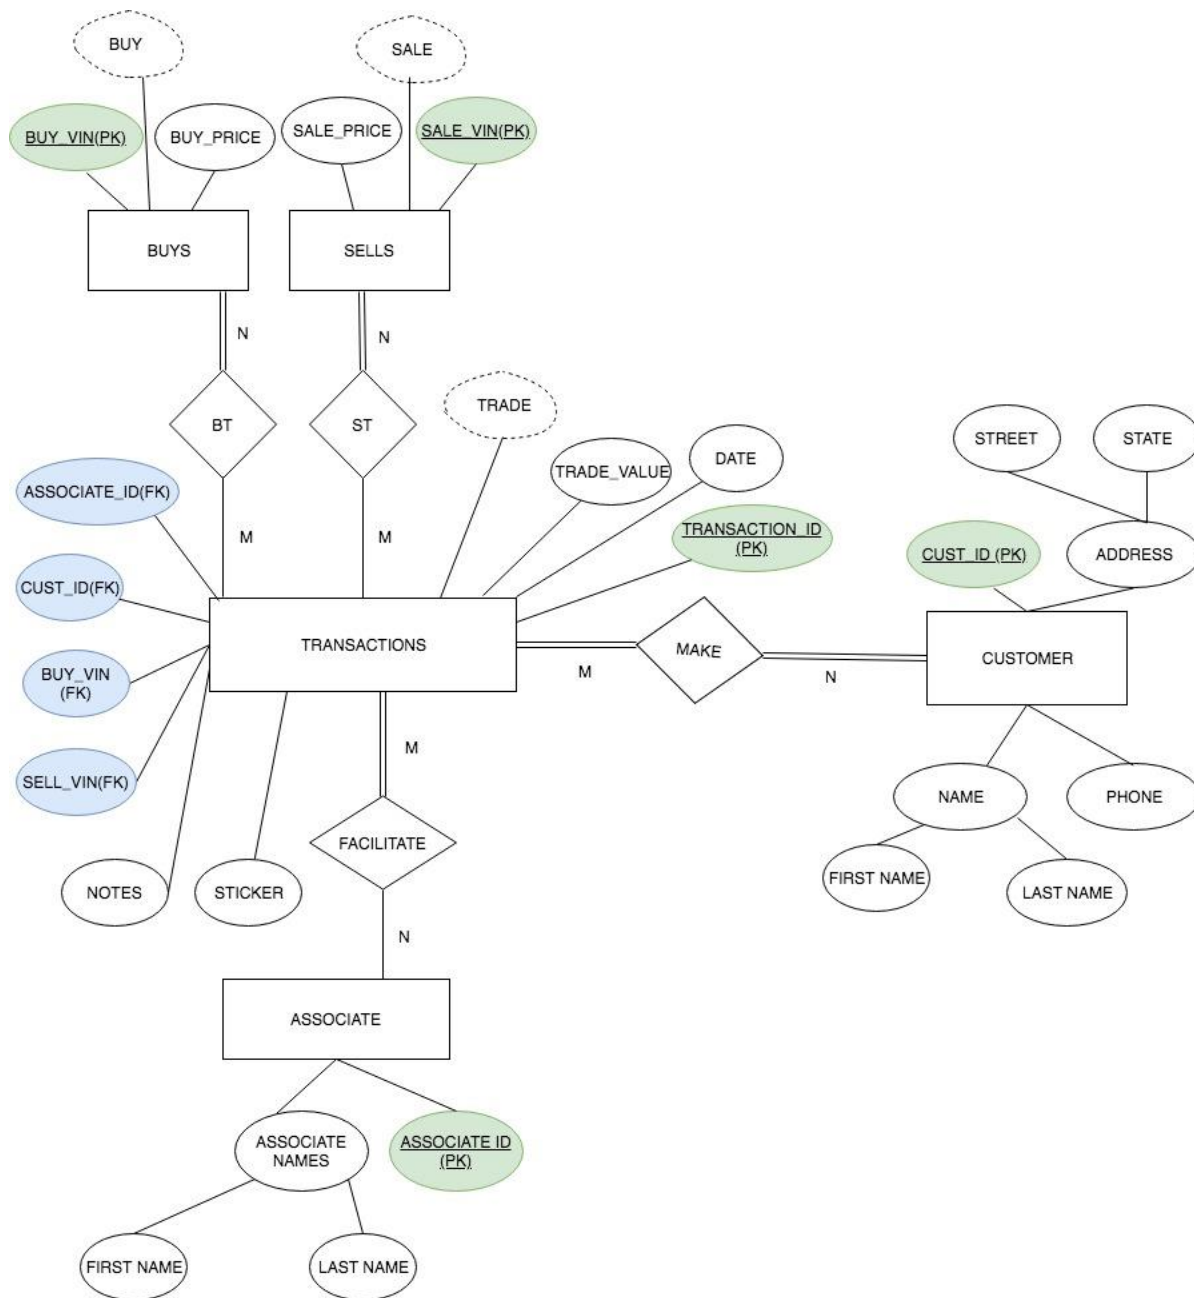 BUY
SALE
BUY_VIN(PK)
BUY_PRICE
SALE_PRICE
SALE_VIN(PK)
BUYS
SELLS
N
N
BT
ST
TRADE
TRADE_VALUE
DATE
STREET
STATE
ASSOCIATE_ID(FK)
M
M
TRANSACTION_ID
(PK)
CUST_ID (PK)
ADDRESS
CUST_ID(FK)
TRANSACTIONS
MAKE
CUSTOMER
M
N
BUY_VIN
(FK)
SELL_VIN(FK)
M
NAME
PHONE
FACILITATE
NOTES
STICKER
FIRST NAME
LAST NAME
N
ASSOCIATE
ASSOCIATE
NAMES
ASSOCIATE ID
(PK)
FIRST NAME
LAST NAME